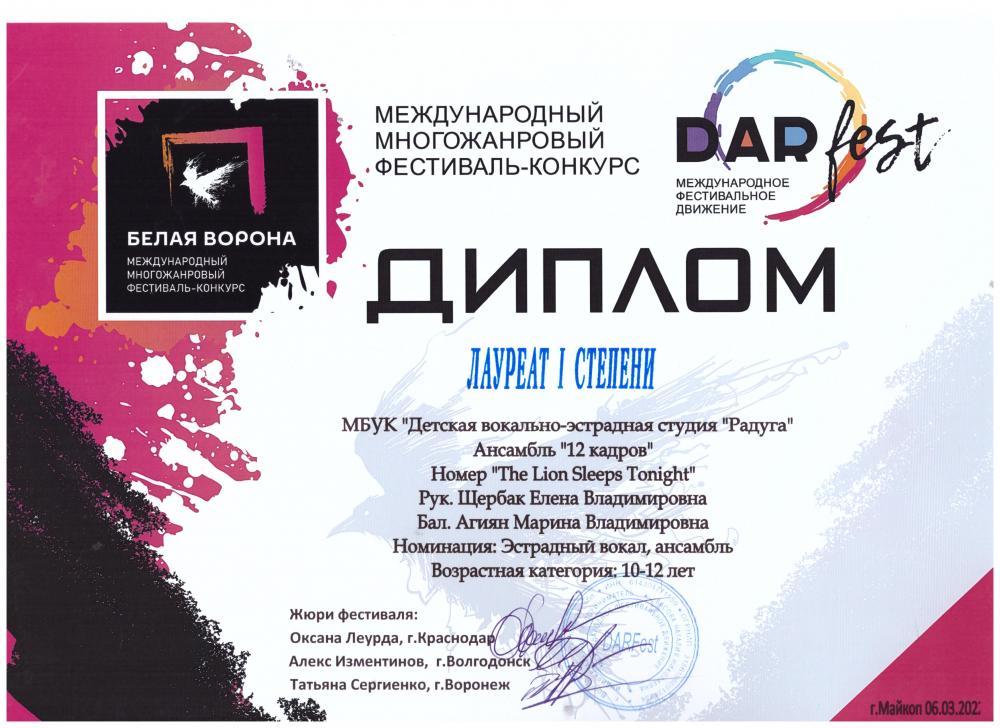 МЕЖДУНАРОДНЫЙ
МНОГОЖАНРОВЫЙ
ФЕСТИВАЛЬ-КОНКУРС
DAR fest
МЕЖДУНАРОДНОЕ
ФЕСТИВАЛЬНОЕ
ДВИЖЕНИЕ
БЕЛАЯ ВОРОНА
МЕЖДУНАРОДНЫЙ
МНОГОЖАНРОВЫЙ
ФЕСТИВАЛЬ-КОНКУРС
ДИПЛОМ
ЛАУРЕАТ I СТЕПЕНИ
МБУК "Детская вокально-эстрадная студия "Радуга"
Ансамбль "12 кадров"
Номер "The Lion Sleeps Tonight"
Рук. Щербак Елена Владимировна
Бал. Агиян Марина Владимировна
Номинация: Эстрадный вокал, ансамбль
Возрастная категория: 10-12 лет
Жюри фестиваля:
Оксана Леурда, г.Краснодар
Алекс Изментинов, г.Волгодонск
Татьяна Сергиенко, г.Воронеж
DARFest
г.Майкоп 06.03.202